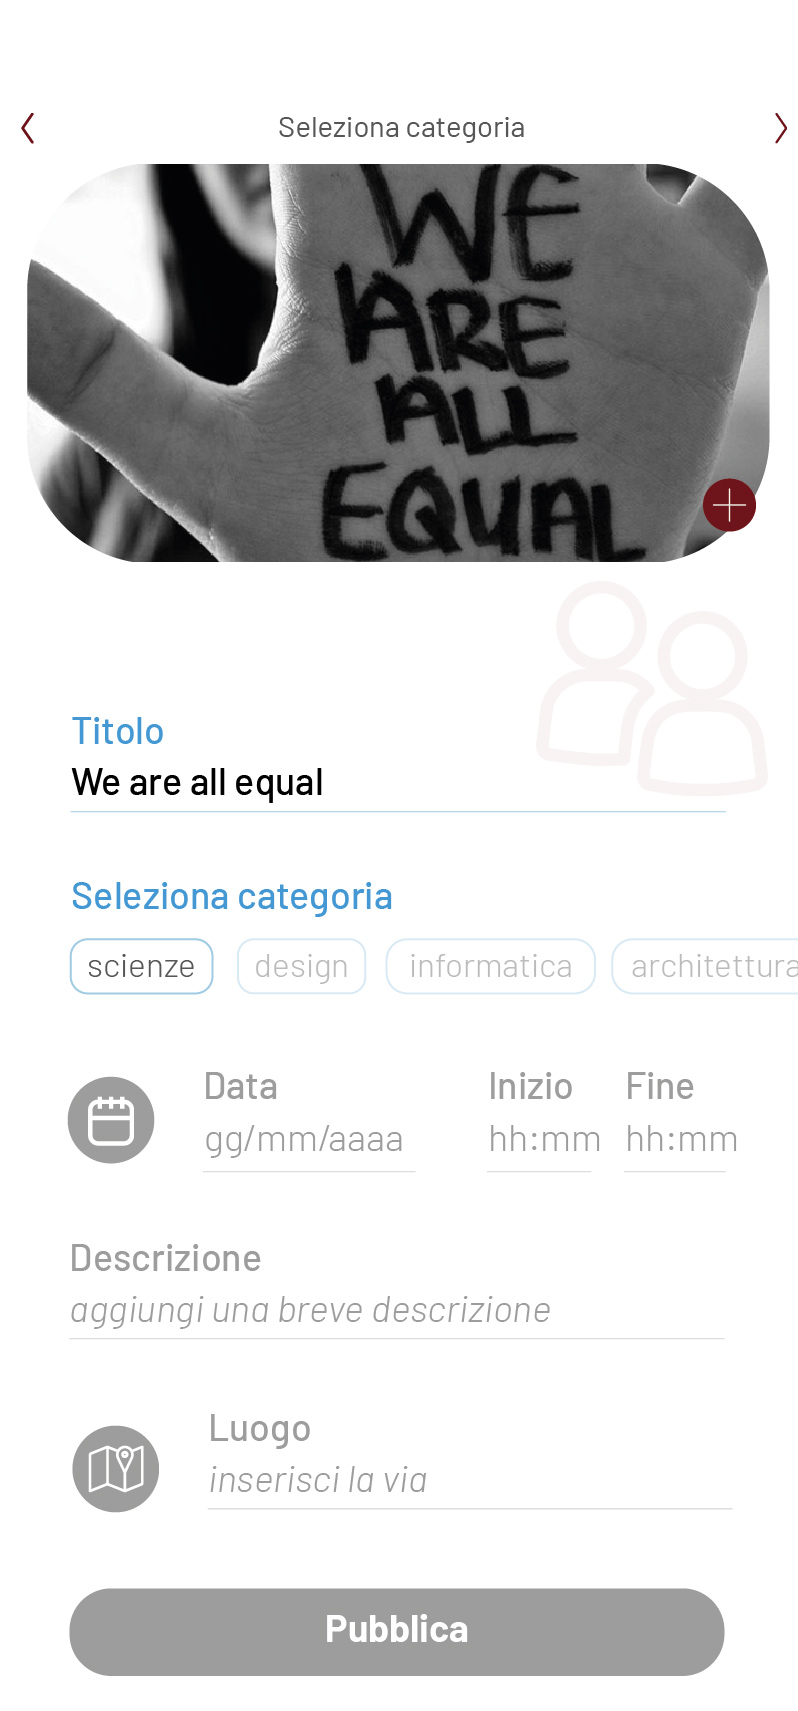 Seleziona categoria
WE
ARE
ALL
EQUAL
Titolo
We are all equal
Seleziona categoria
scienze design informatica architettura
Data Inizio Fine
gg/mm/aaaa hh:mm hh:mm
Descrizione
aggiungi una breve descrizione
Luogo
inserisci la via
Pubblica